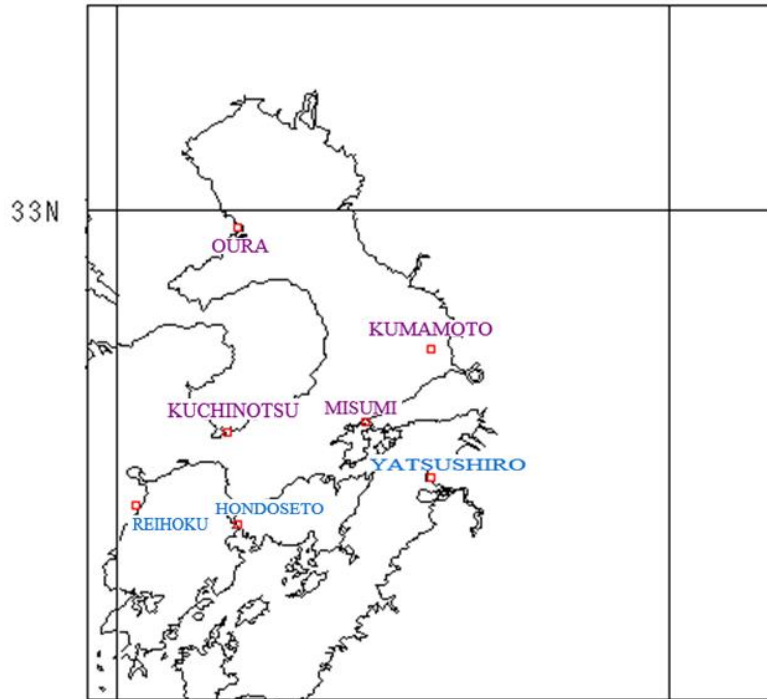 33N
OURA
KUMAMOTO
KUCHINOTSU
MISUMI
YATSUSHIRO
REIHOKU
HONDOSETO